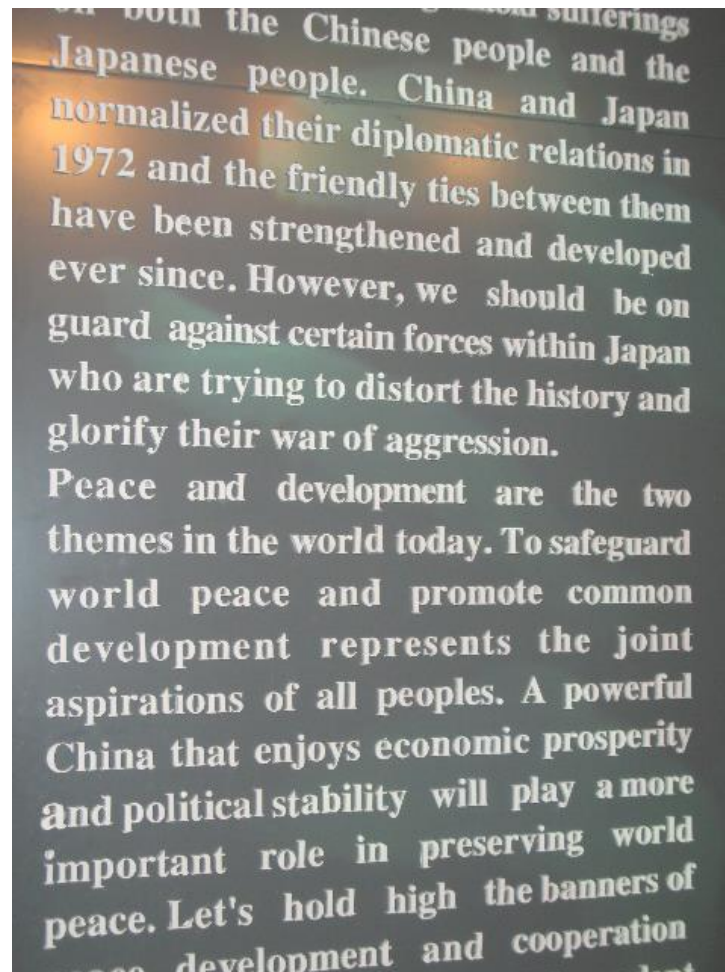 on both the Chinese people and the sufferings
Japanese people. China and Japan
normalized their diplomatic relations in
1972 and the friendly ties between them
have been strengthened and developed
ever since. However, we should be on
guard against certain forces within Japan
who are trying to distort the history and
glorify their war of aggression.
Peace and development are the two
themes in the world today. To safeguard
world peace and promote common
development represents the joint
aspirations of all peoples. A powerful
China that enjoys economic prosperity
and political stability will play a more
important role in preserving world
peace. Let's hold high the banners of
development and cooperation